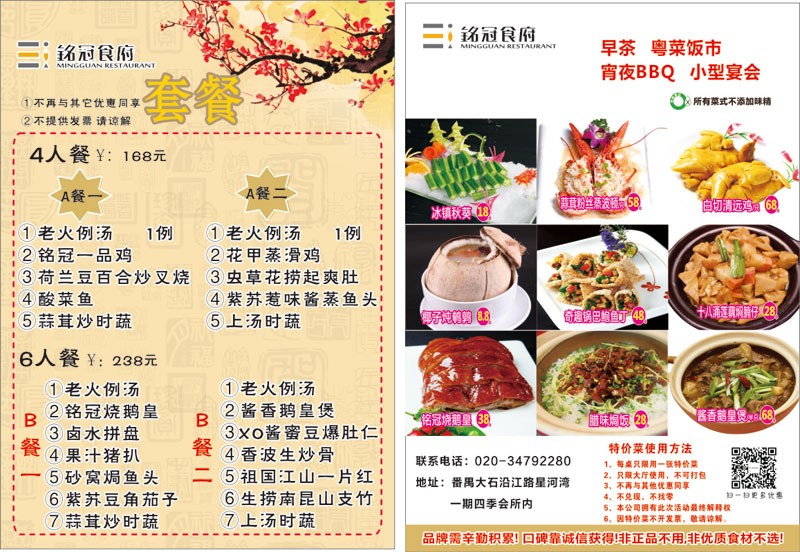 銘冠食府
MINGGUAN RESTAURANT
套餐
①不再与其它优惠同享
②不提供发票 请谅解
4人餐 ¥：168元
A餐一
①老火例汤 1例
②铭冠一品鸡
③荷兰豆百合炒叉烧
④酸菜鱼
⑤蒜茸炒时蔬
A餐二
①老火例汤 1例
②花甲蒸滑鸡
③虫草花捞起爽肚
④紫苏惹味酱蒸鱼头
⑤上汤时蔬
6人餐 ¥：238元
B餐一
①老火例汤
②铭冠烧鹅皇
③卤水拼盘
④果汁猪扒
⑤砂窝焗鱼头
⑥紫苏豆角茄子
⑦蒜茸炒时蔬
B餐二
①老火例汤
②酱香鹅皇煲
③XO酱蜜豆爆肚仁
④香波生炒骨
⑤祖国江山一片红
⑥生捞南昆山支竹
⑦上汤时蔬
銘冠食府
MINGGUAN RESTAURANT
早茶 粤菜饭市
宵夜BBQ 小型宴会
所有菜式不添加味精
冰镇秋葵 18
蒜茸粉丝蒸波顿 58
白切清远鸡 68
椰子炖鹌鹑 8.8
奇趣锅巴鲍鱼丁 48
十八涌莲藕焖腩仔 28
铭冠烧鹅皇 38
腊味焗饭 28
酱香鹅皇煲 68
联系电话：020-34792280
地址：番禺大石沿江路星河湾
一期四季会所内
特价菜使用方法
1、每桌只限用一张特价菜
2、只限大厅使用，不可打包
3、不再与其他优惠同享
4、不兑现，不找零
5、本公司拥有此次活动最终解释权
6、因特价菜不开发票，敬请谅解。
扫一扫更多优惠
品牌需辛勤积累!口碑靠诚信获得!非正品不用,非优质食材不选!